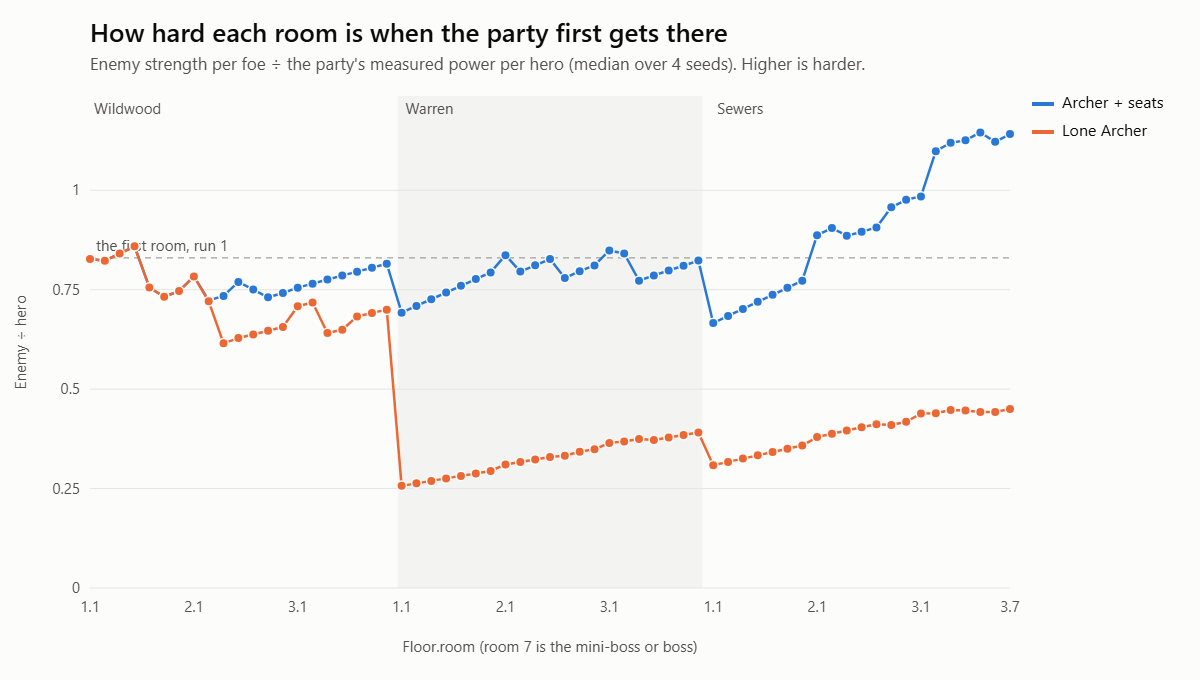 How hard each room is when the party first gets there
Enemy strength per foe ÷ the party's measured power per hero (median over 4 seeds). Higher is harder.
Wildwood
Warren
Sewers
Archer + seats
Lone Archer
1
the first room, run 1
0.75
0.5
0.25
0
Enemy ÷ hero
1.1
2.1
3.1
1.1
2.1
3.1
1.1
2.1
3.1
3.7
Floor.room (room 7 is the mini-boss or boss)